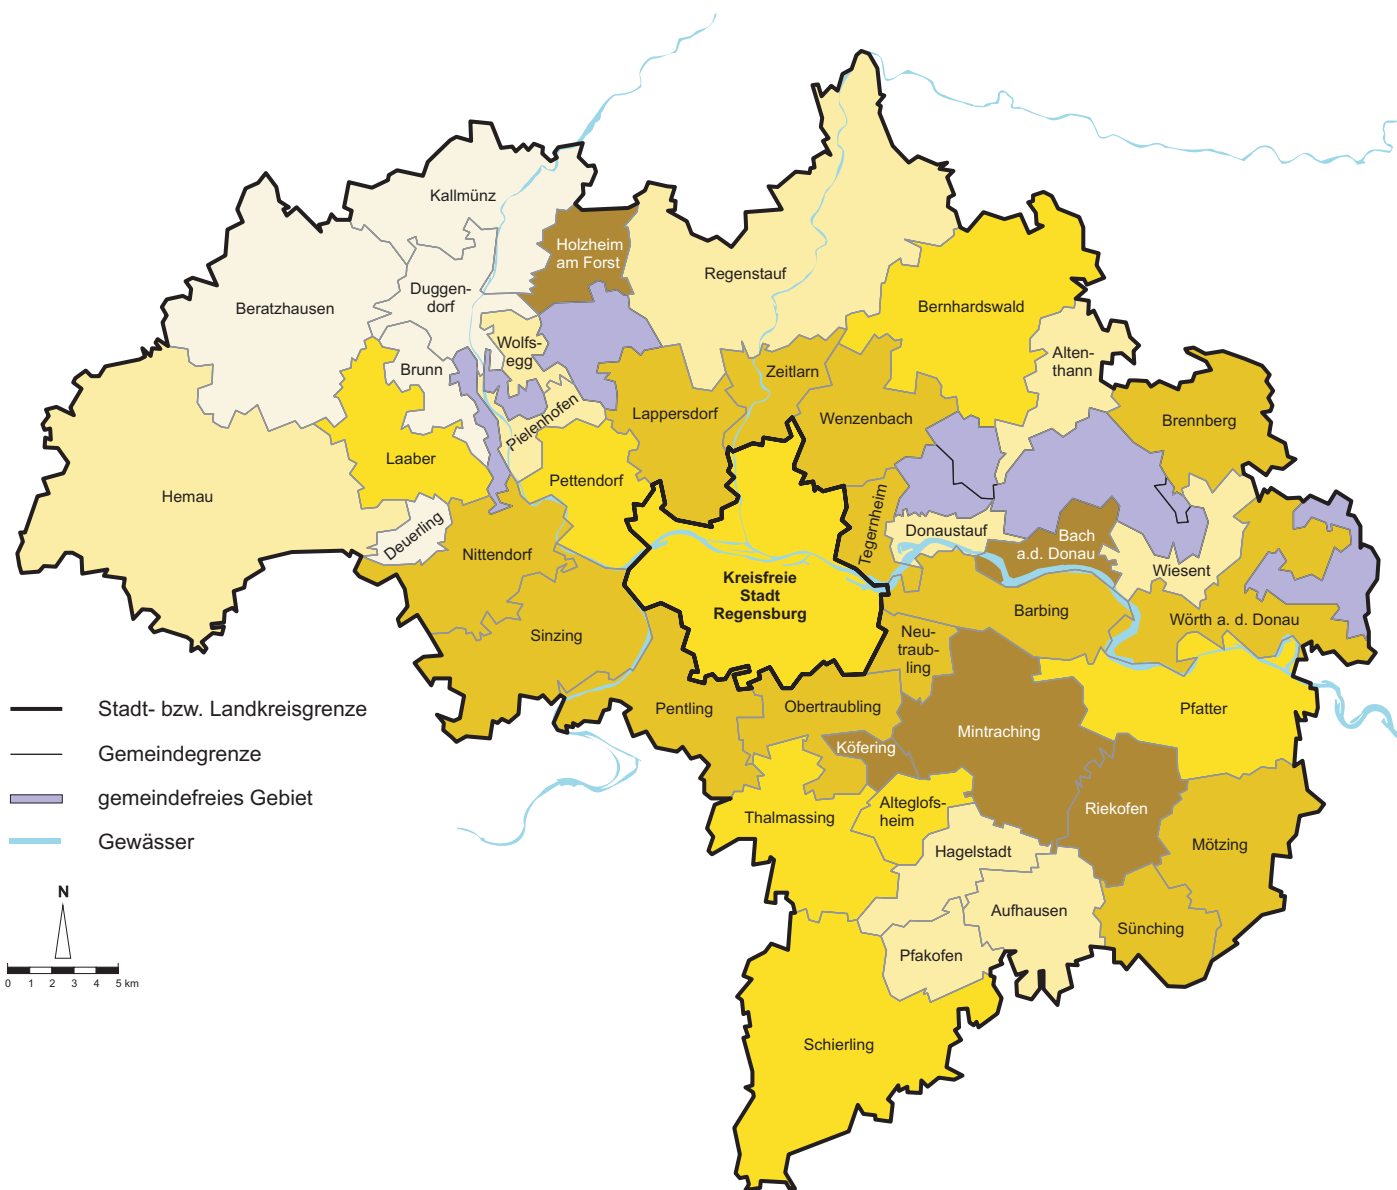 Kallmünz
Holzheim
am Forst
Regenstauf
Beratzhausen
Duggen-
dorf
Bernhardswald
Wolfs-
egg
Brunn
Zeitlarn
Alten-
thann
Pielenhofen
Lappersdorf
Wenzenbach
Brennberg
Laaber
Hemau
Pettendorf
Deuerling
Nittendorf
Tegernheim
Donaustauf
Bach
a.d. Donau
Wiesent
Kreisfreie
Stadt
Regensburg
Sinzing
Barbing
Wörth a. d. Donau
Neu-
traub-
ling
Pentling
Obertraubling
Pfatter
Mintraching
Köfering
Thalmassing
Alteglofs-
heim
Riekofen
Mötzing
Hagelstadt
Aufhausen
Sünching
Pfakofen
Schierling
Stadt- bzw. Landkreisgrenze
Gemeindegrenze
gemeindefreies Gebiet
Gewässer
N
0 1 2 3 4 5 km